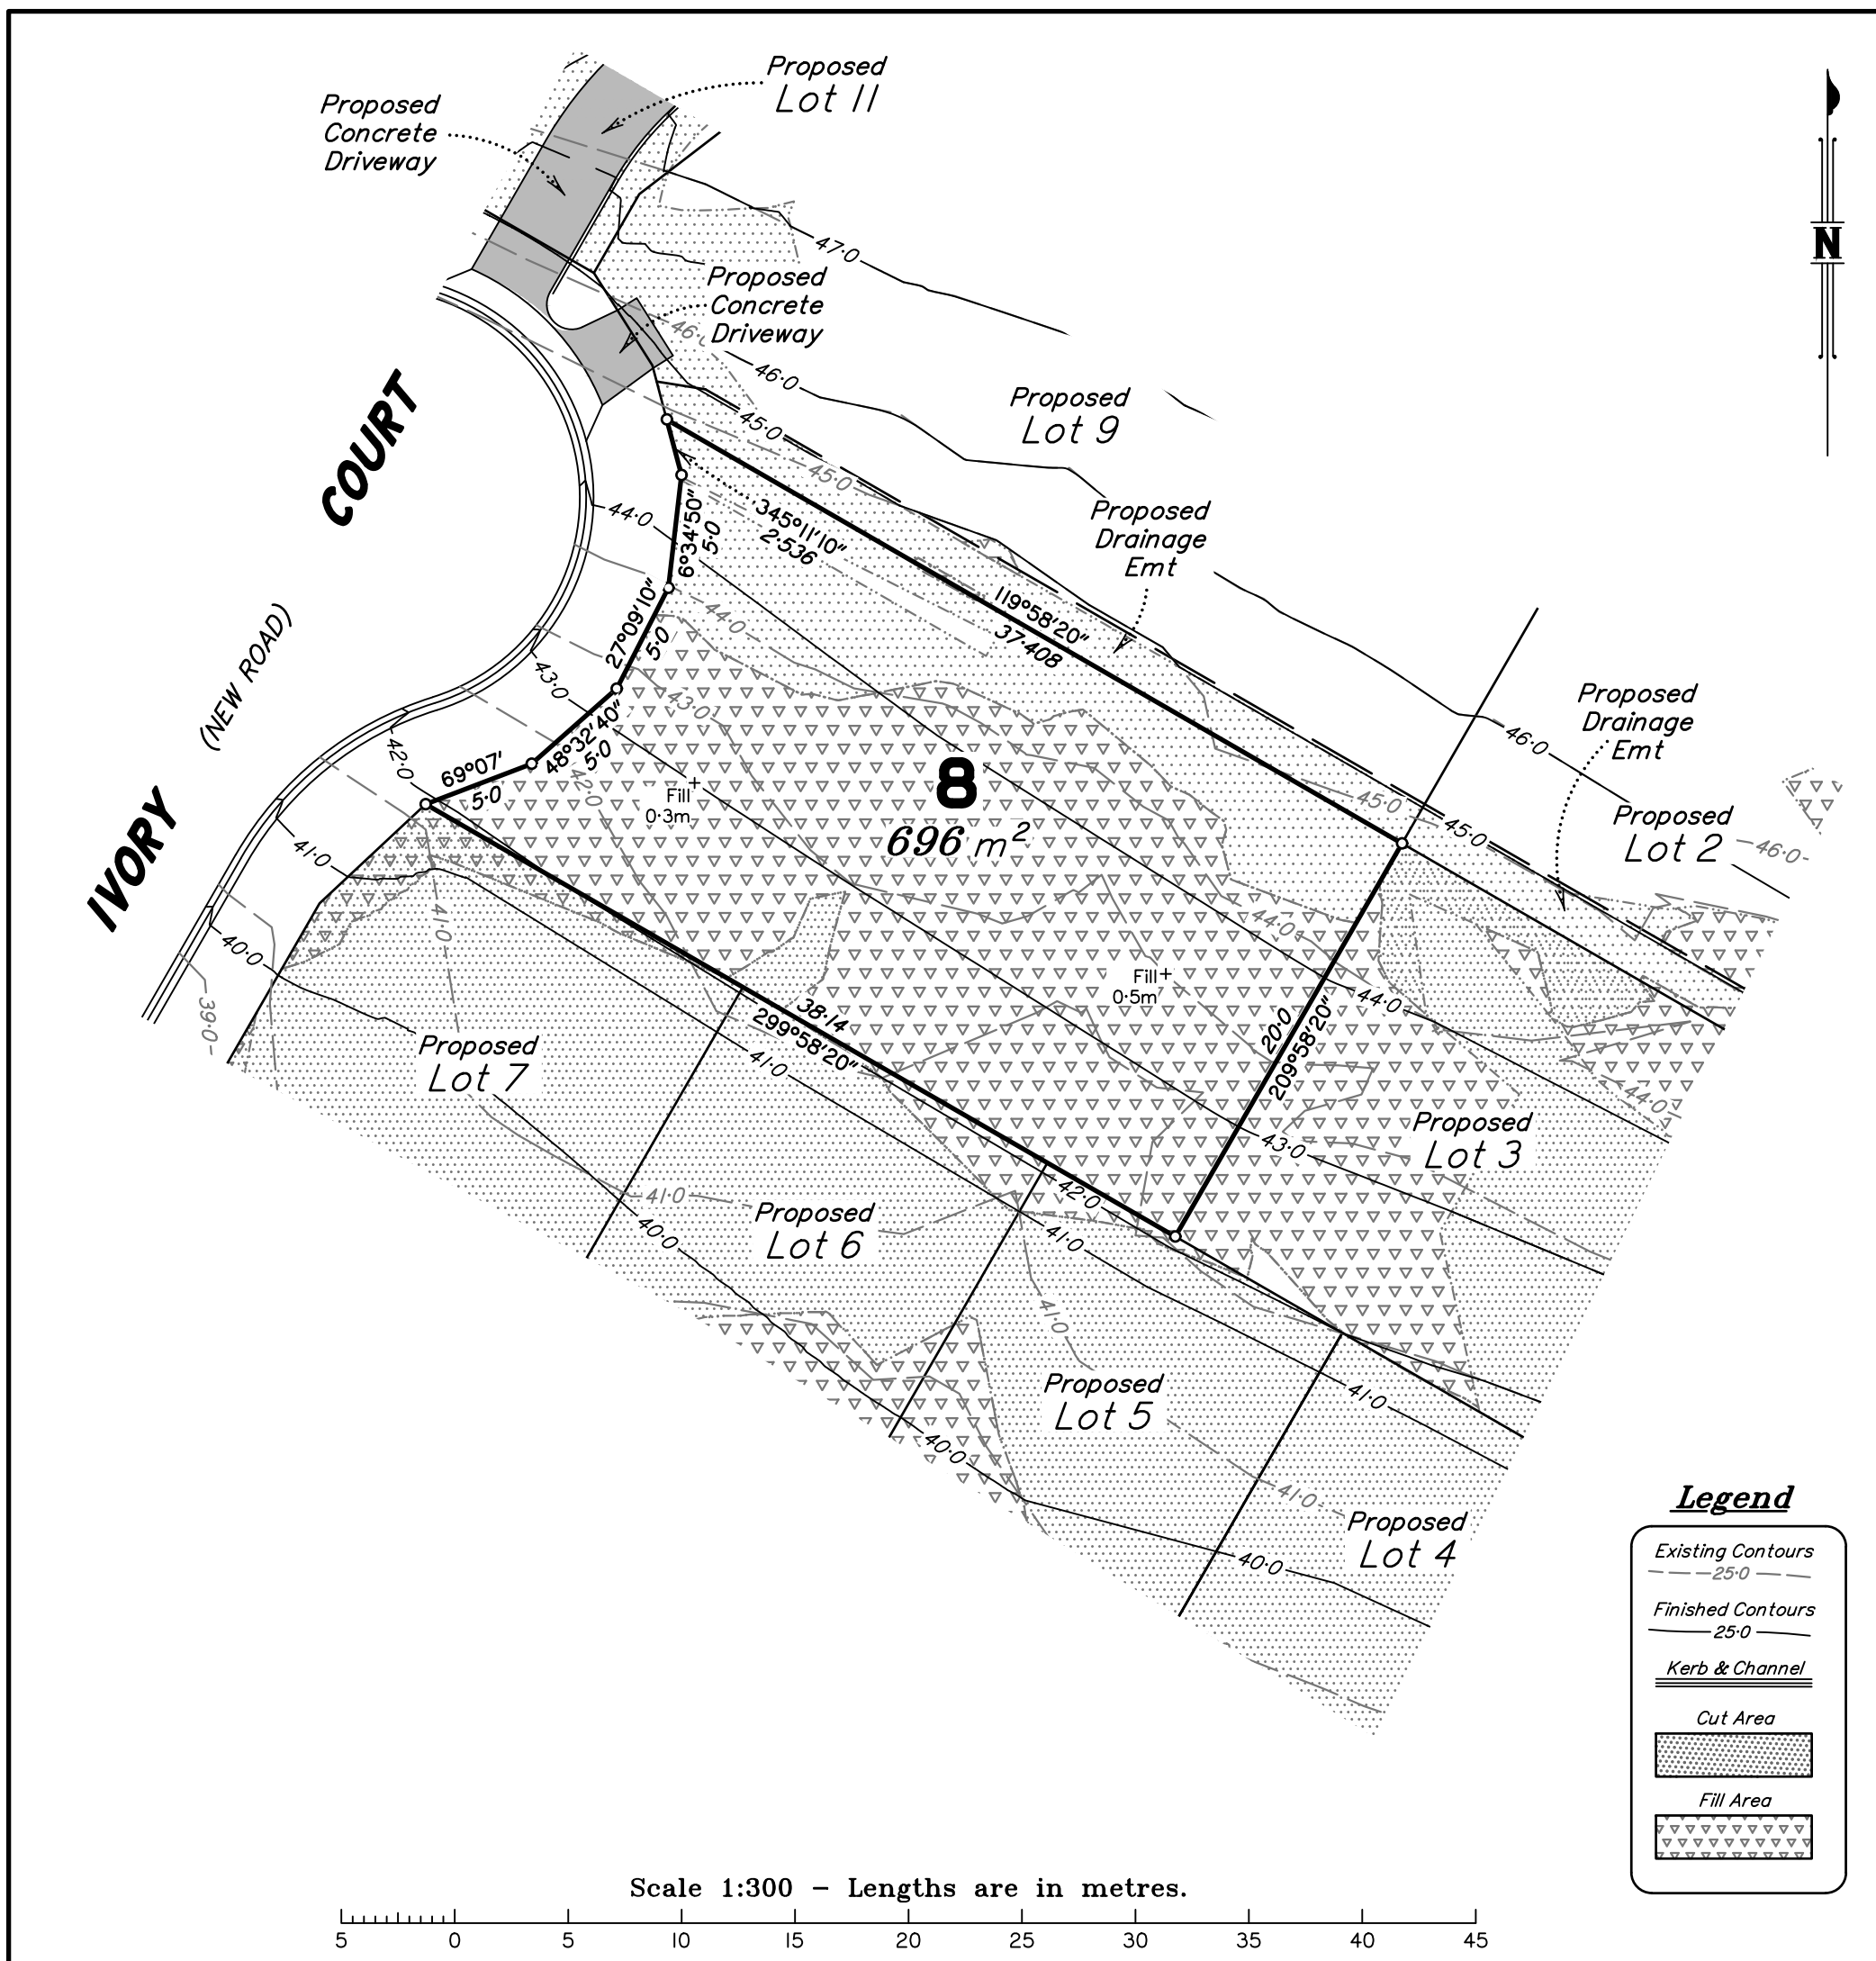 Proposed
Lot 11
Proposed
Concrete
Driveway
N
47·0
Proposed
Concrete
Driveway
46·0
46·0
Proposed
Lot 9
COURT
45·0
45·0
Proposed
Drainage
Emt
44·0
6°34'50"
5·0
345°11'10"
2·536
27°09'10"
5·0
44·0
119°58'20"
37·408
(NEW ROAD)
43·0
43·0
Proposed
Drainage
Emt
46·0
48°32'40"
5·0
42·0
69°07'
5·0
42·0
Fill
0·3m
8
696 m²
45·0
45·0
Proposed
Lot 2
46·0
IVORY
41·0
41·0
40·0
39·0
44·0
44·0
Fill
0·5m
38·14
299°58'20"
20·0
209°58'20"
Proposed
Lot 7
41·0
44·0
Proposed
Lot 3
43·0
41·0
42·0
40·0
Proposed
Lot 6
41·0
41·0
Proposed
Lot 5
41·0
40·0
41·0
Proposed
Lot 4
40·0
Legend
Existing Contours
25·0
Finished Contours
25·0
Kerb & Channel
Cut Area
Fill Area
Scale 1:300 – Lengths are in metres.
5 0 5 10 15 20 25 30 35 40 45